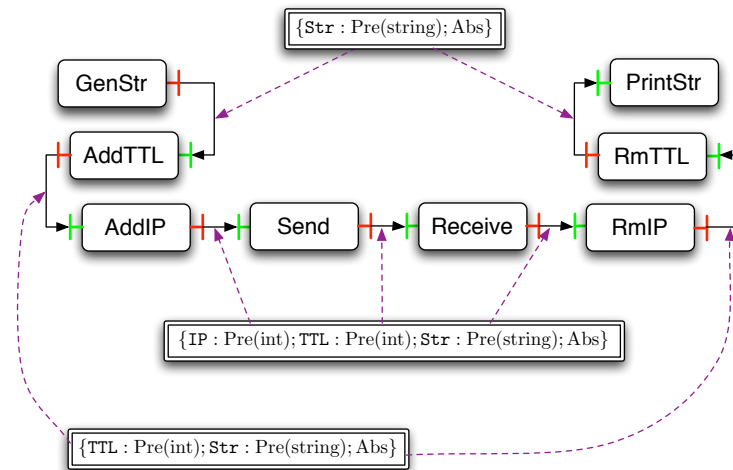 {Str : Pre(string); Abs}
GenStr
PrintStr
AddTTL
RmTTL
AddIP
Send
Receive
RmIP
{IP : Pre(int); TTL : Pre(int); Str : Pre(string); Abs}
{TTL : Pre(int); Str : Pre(string); Abs}